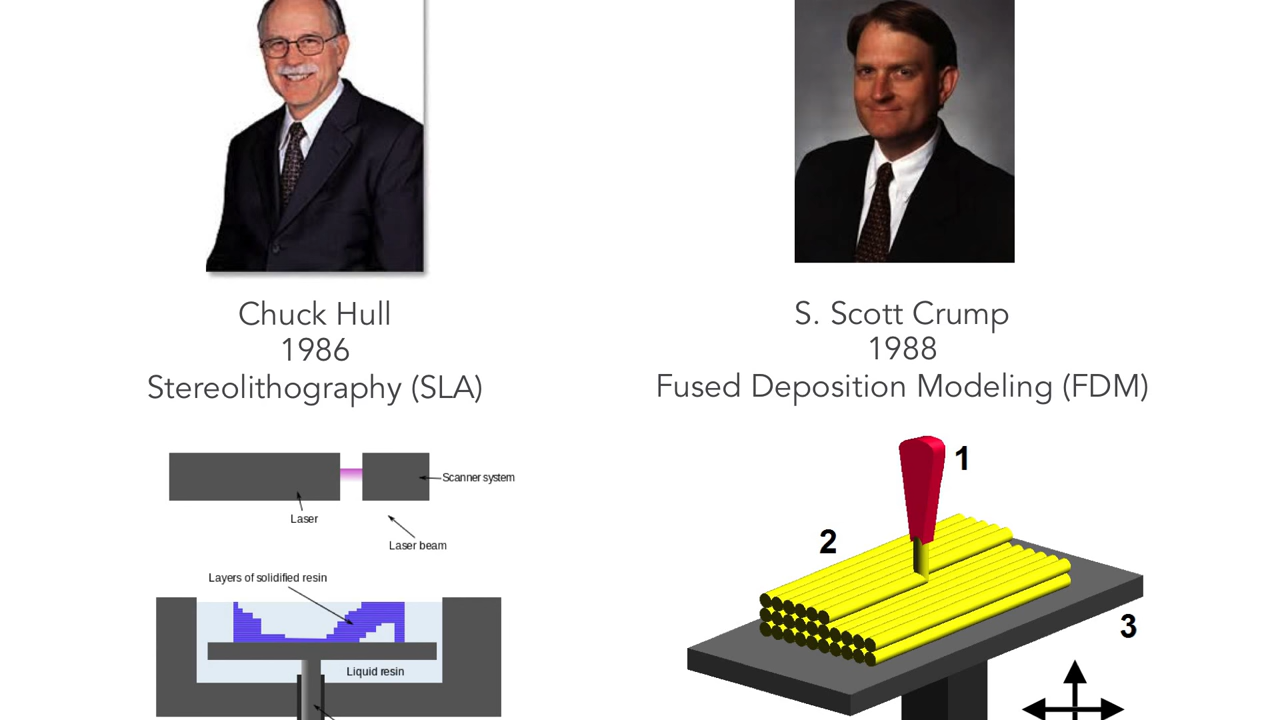 Chuck Hull
1986
Stereolithography (SLA)
Scanner system
Laser
Laser beam
Layers of solidified resin
Liquid resin
S. Scott Crump
1988
Fused Deposition Modeling (FDM)
1
2
3